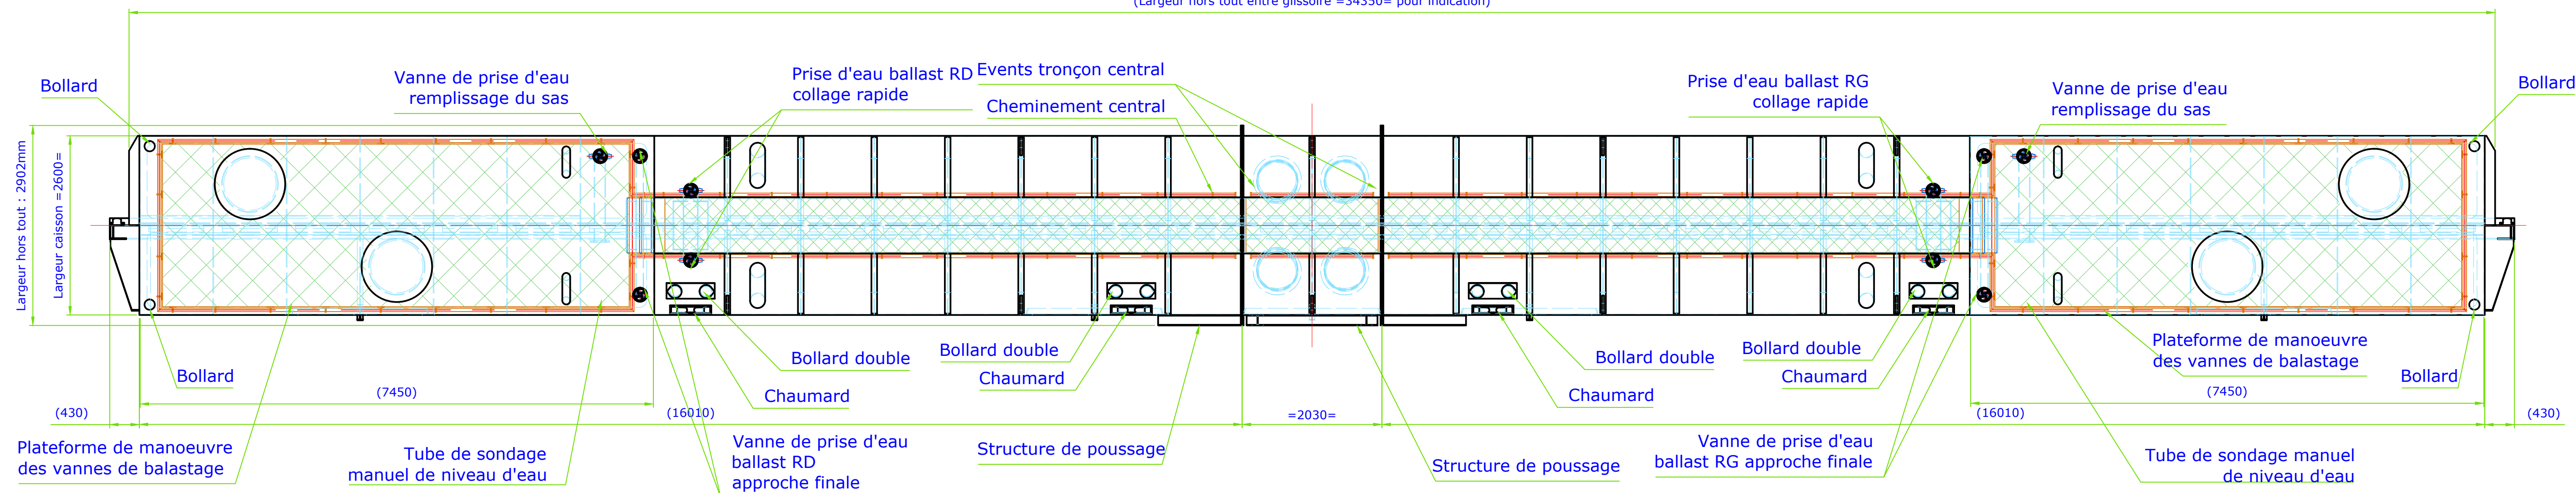 (Largeur hors tout entre glissoire =34350= pour indication)
Bollard
Vanne de prise d'eau
remplissage du sas
Prise d'eau ballast RD
collage rapide
Events tronçon central
Cheminement central
Prise d'eau ballast RG
collage rapide
Vanne de prise d'eau
remplissage du sas
Bollard
Largeur hors tout : 2902mm
Largeur caisson =2600=
Bollard
Bollard double
Chaumard
Bollard double
Chaumard
Bollard double
Chaumard
Bollard double
Chaumard
Plateforme de manoeuvre
des vannes de balastage
Bollard
(430)
(7450)
(16010)
=2030=
(16010)
(7450)
(430)
Plateforme de manoeuvre
des vannes de balastage
Tube de sondage
manuel de niveau d'eau
Vanne de prise d'eau
ballast RD
approche finale
Structure de poussage
Structure de poussage
Vanne de prise d'eau
ballast RG approche finale
Tube de sondage manuel
de niveau d'eau